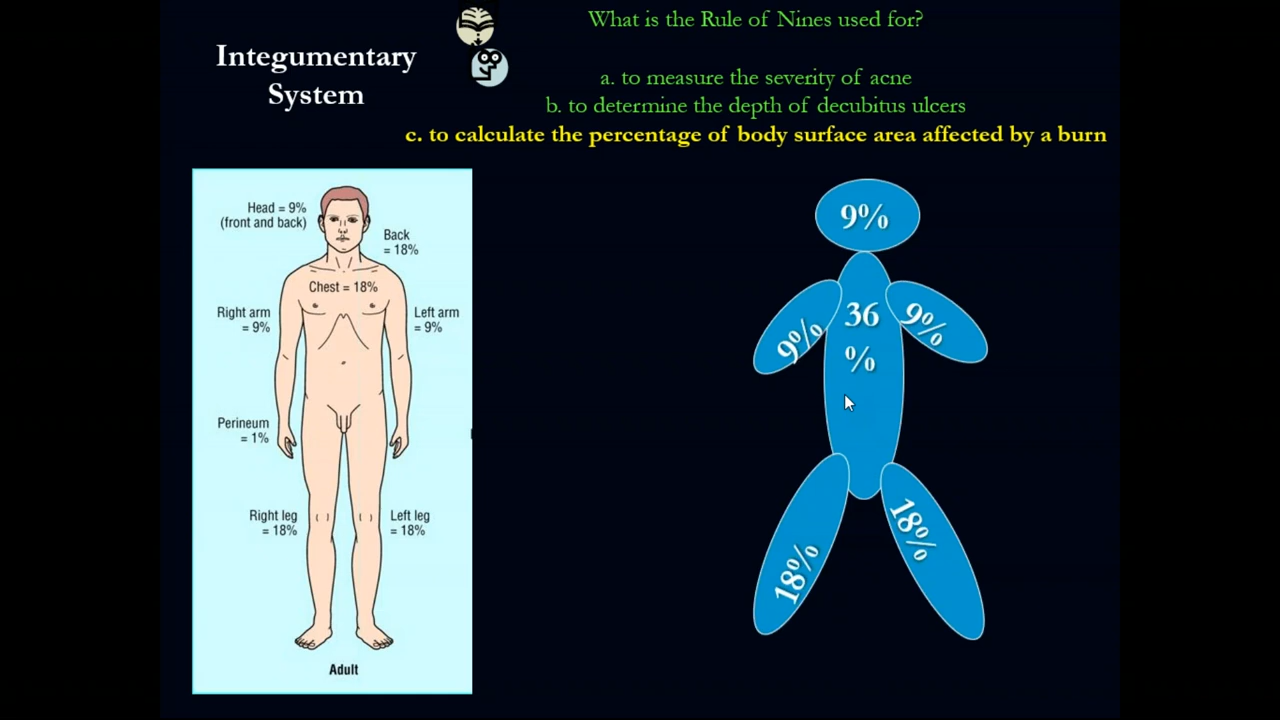 Integumentary
System
What is the Rule of Nines used for?
a. to measure the severity of acne
b. to determine the depth of decubitus ulcers
c. to calculate the percentage of body surface area affected by a burn
Head = 9%
(front and back)
Back
= 18%
Chest = 18%
Right arm
= 9%
Left arm
= 9%
Perineum
= 1%
Right leg
= 18%
Left leg
= 18%
Adult
9%
9%
36
%
9%
18%
18%